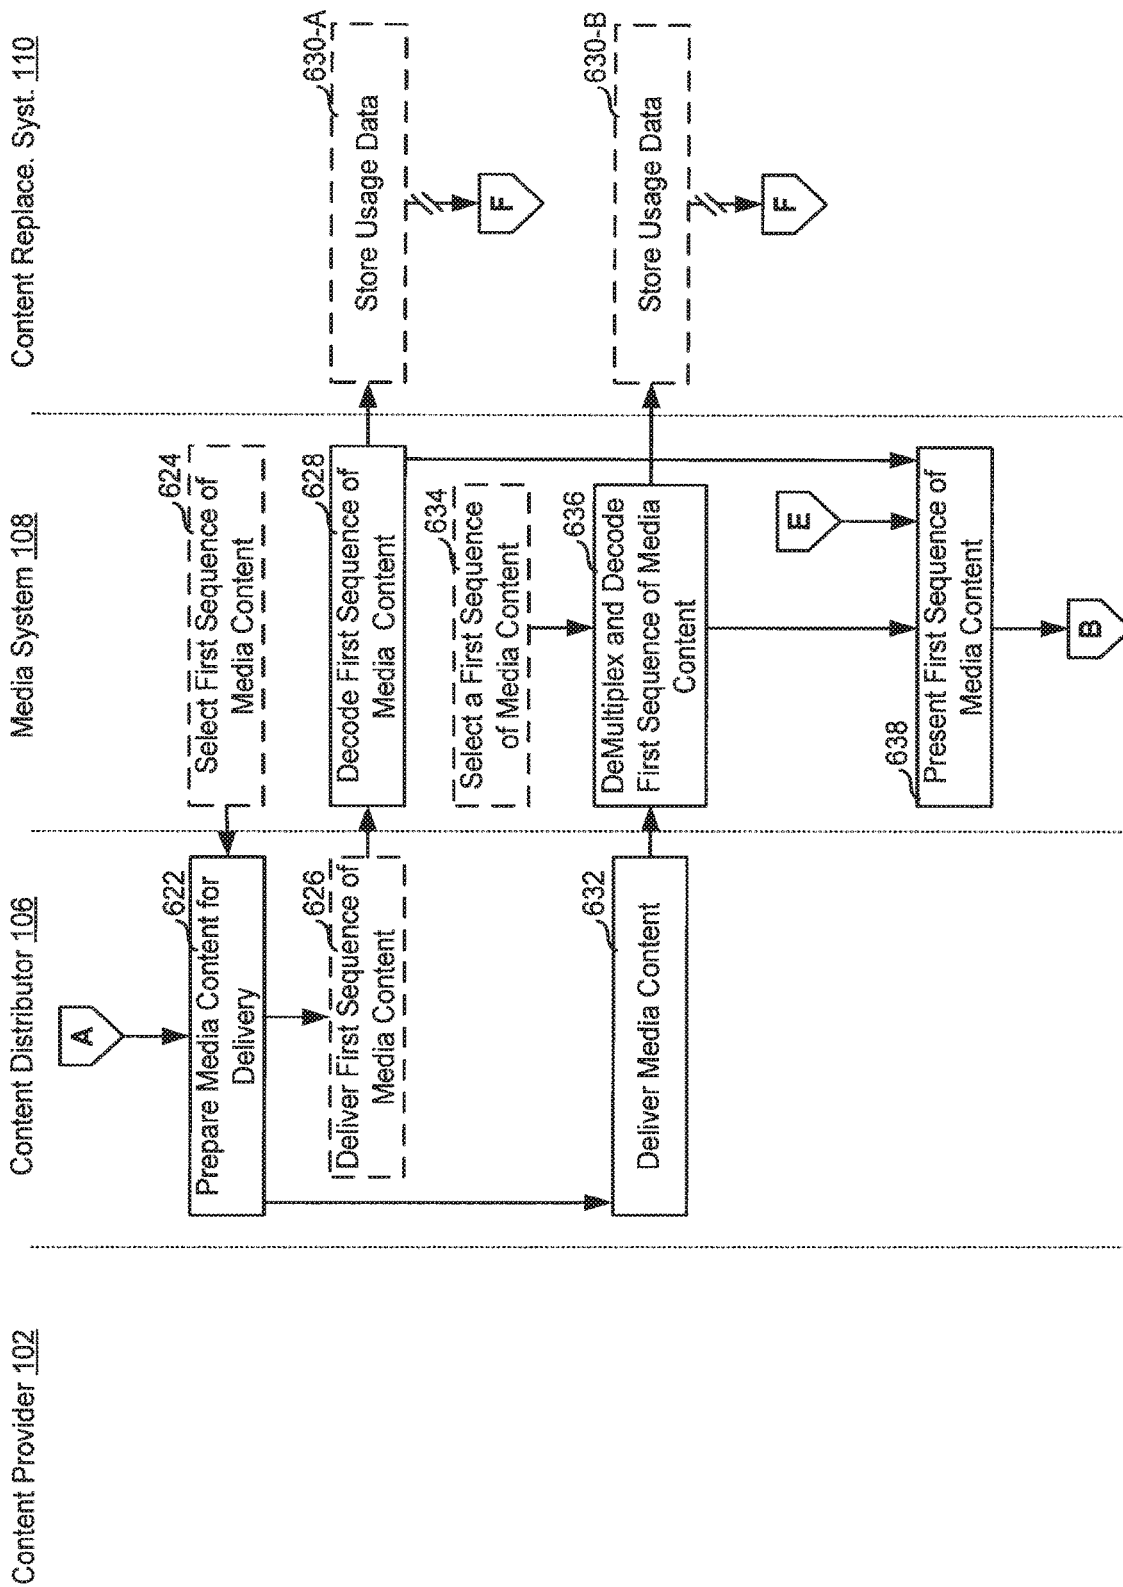 Content Provider 102
Content Distributor 106
Media System 108
Content Replace. Syst. 110
A
622
Prepare Media Content for
Delivery
624
Select First Sequence of
Media Content
626
Deliver First Sequence of
Media Content
628
Decode First Sequence of
Media Content
630-A
Store Usage Data
F
634
Select a First Sequence
of Media Content
632
Deliver Media Content
636
DeMultiplex and Decode
First Sequence of Media
Content
630-B
Store Usage Data
F
E
638
Present First Sequence of
Media Content
B